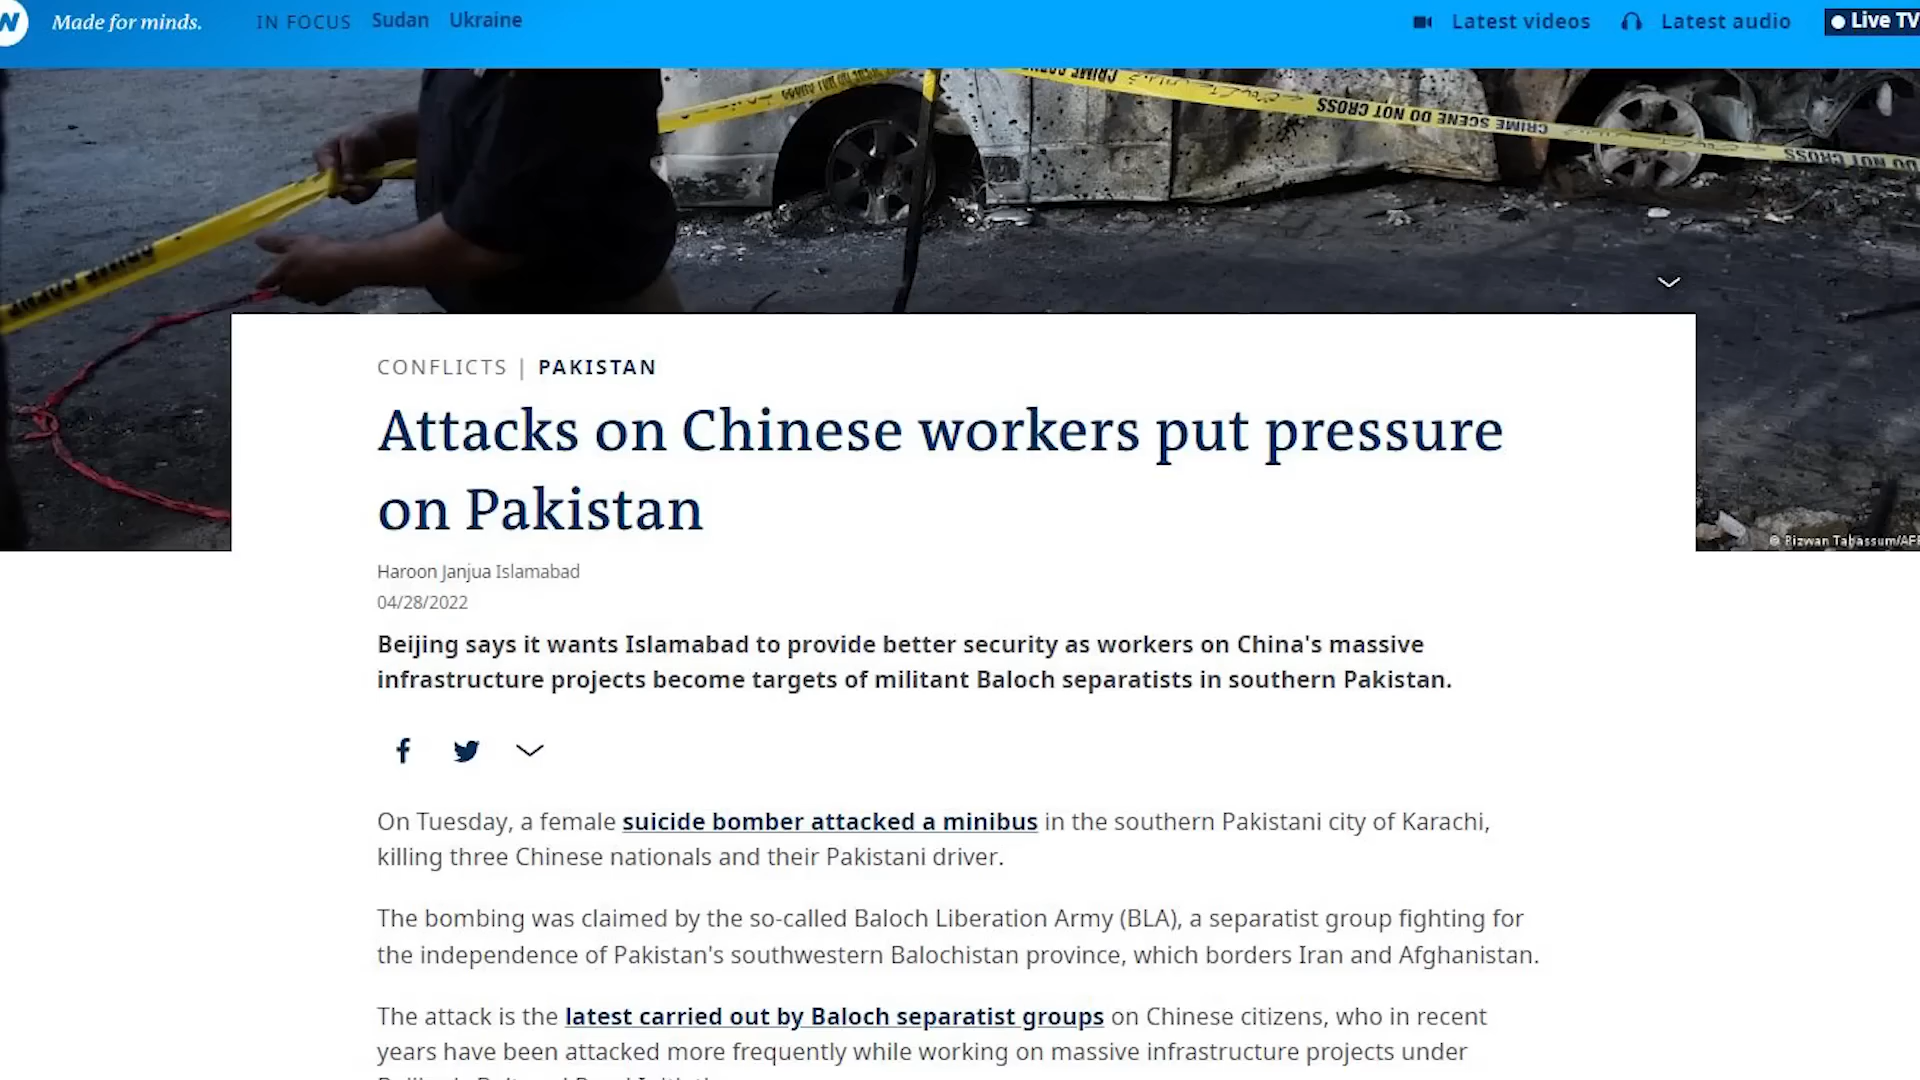 Made for minds.
IN FOCUS
Sudan
Ukraine
Latest videos
Latest audio
Live TV
CRIME SCENE DO NOT CROSS
DO NOT CROSS
CRIME
© Rizwan Tabassum/AF
CONFLICTS | PAKISTAN
Attacks on Chinese workers put pressure
on Pakistan
Haroon Janjua Islamabad
04/28/2022
Beijing says it wants Islamabad to provide better security as workers on China's massive
infrastructure projects become targets of militant Baloch separatists in southern Pakistan.
On Tuesday, a female suicide bomber attacked a minibus in the southern Pakistani city of Karachi,
killing three Chinese nationals and their Pakistani driver.
The bombing was claimed by the so-called Baloch Liberation Army (BLA), a separatist group fighting for
the independence of Pakistan's southwestern Balochistan province, which borders Iran and Afghanistan.
The attack is the latest carried out by Baloch separatist groups on Chinese citizens, who in recent
years have been attacked more frequently while working on massive infrastructure projects under